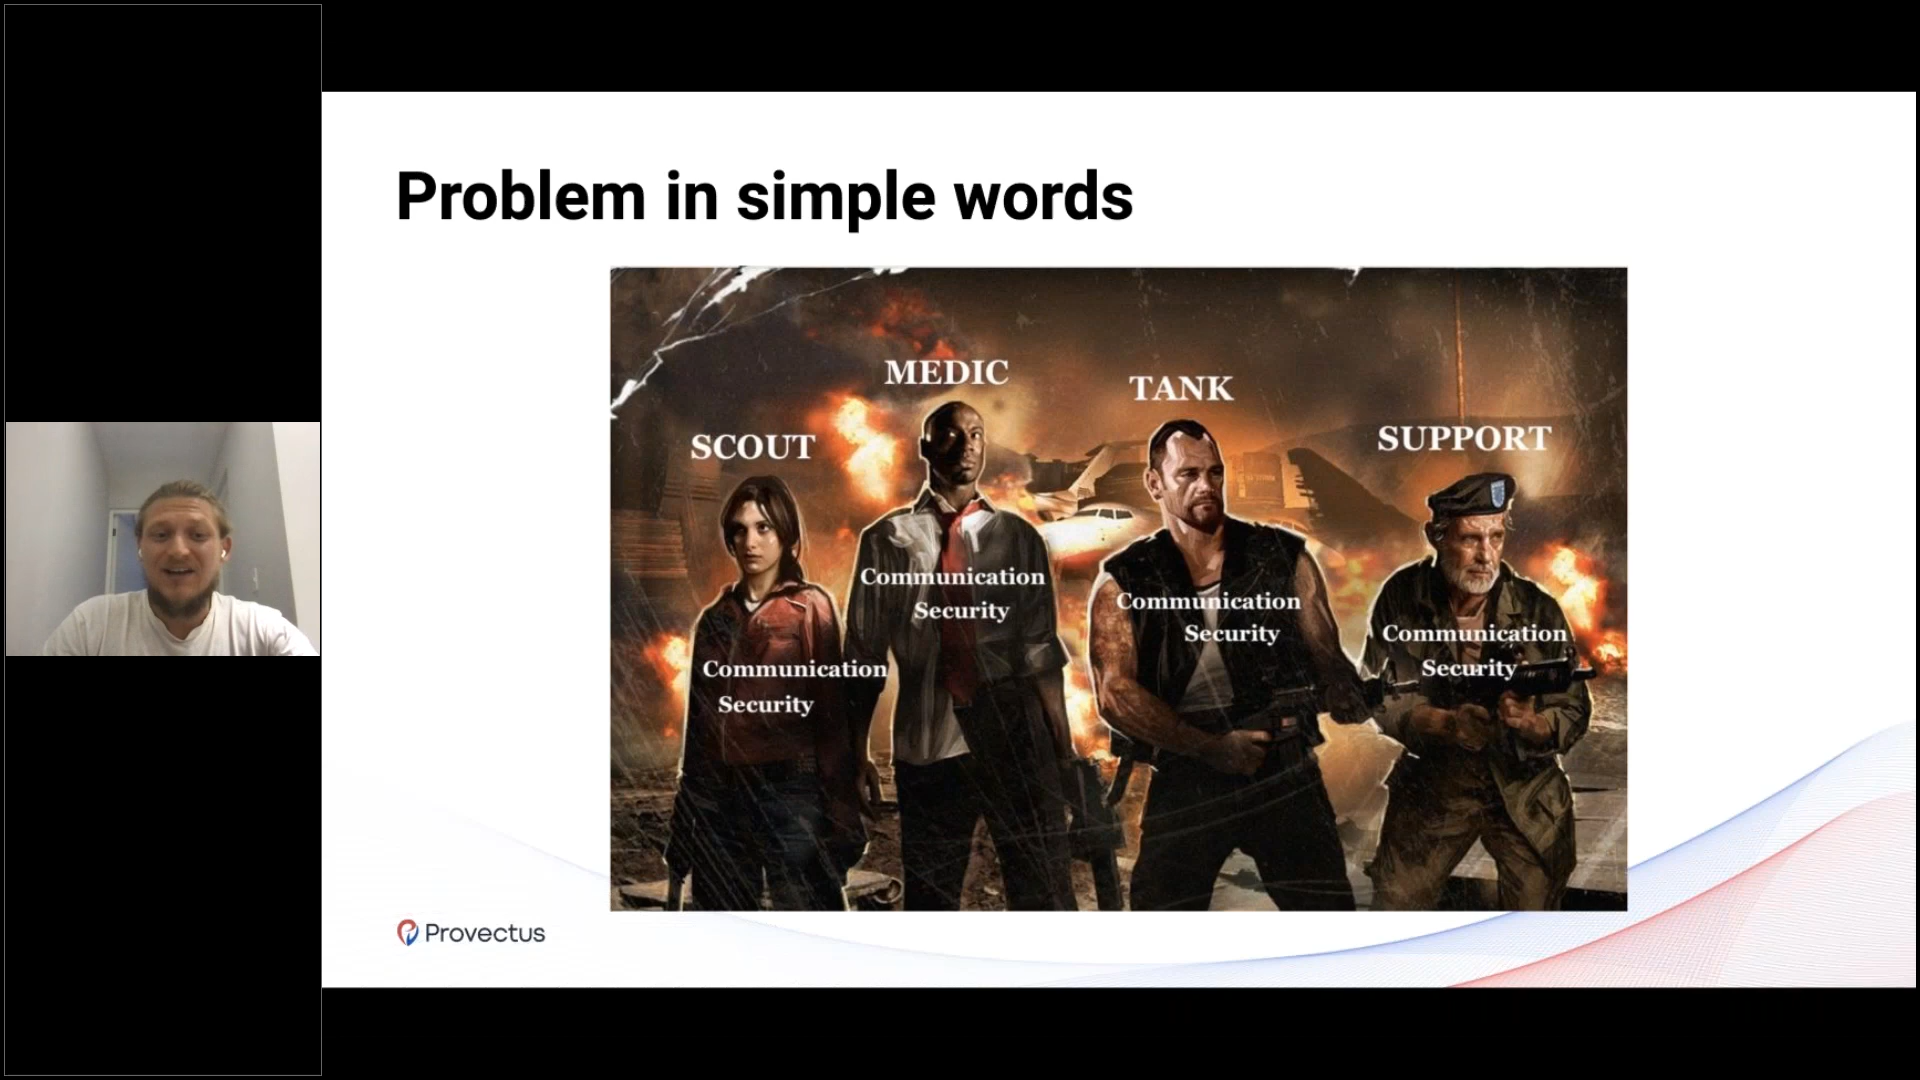 Problem in simple words
MEDIC
TANK
SUPPORT
SCOUT
Communication
Security
Communication
Security
Communication
Security
Communication
Security
Provectus